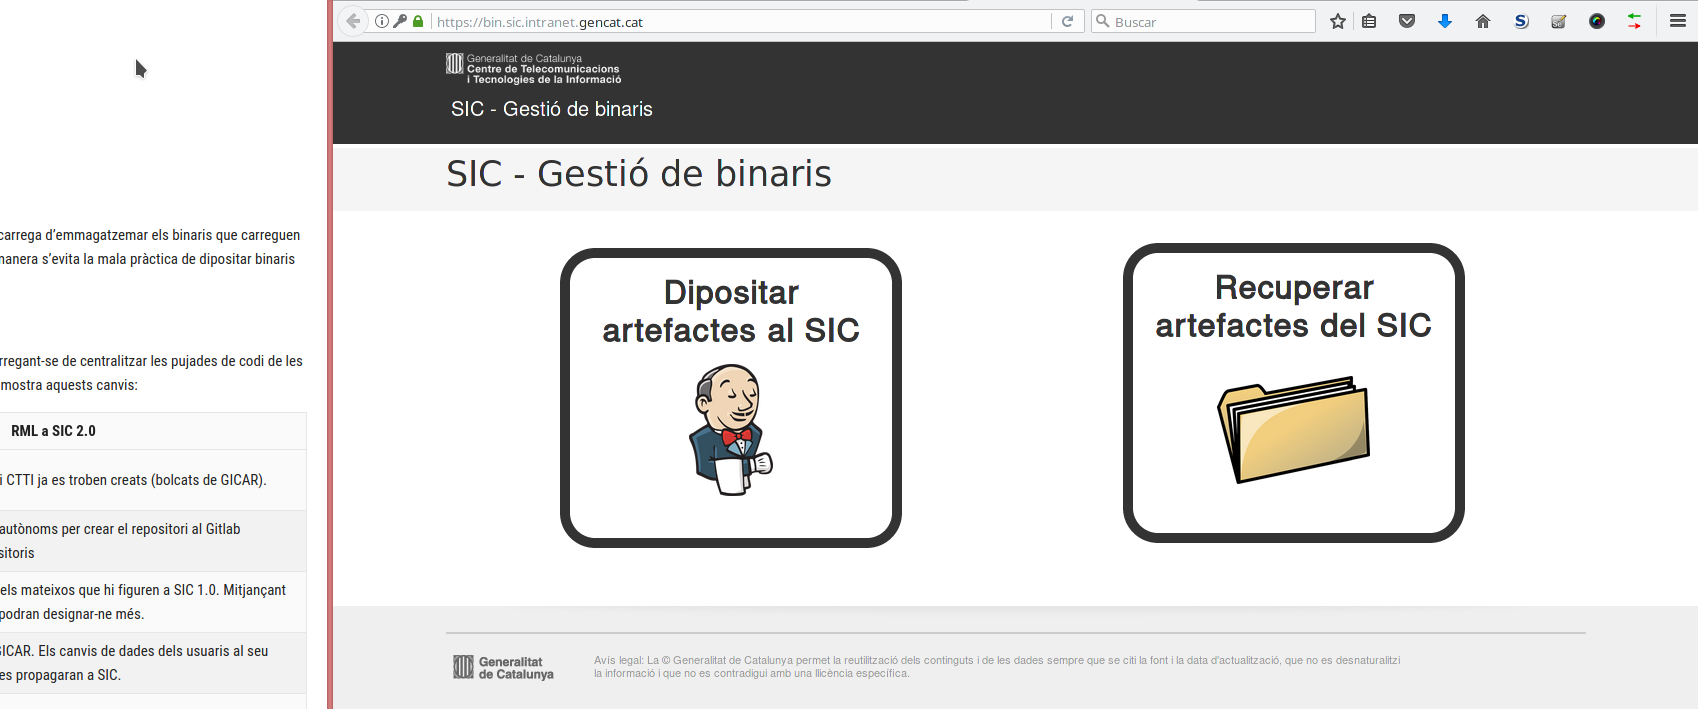 carrega d'emmagatzemar els binaris que carreguen
manera s'evita la mala pràctica de dipositar binaris
rregant-se de centralitzar les pujades de codi de les
mostra aquests canvis:
RML a SIC 2.0
i CTTI ja es troben creats (bolcats de GICAR).
autònoms per crear el repositori al Gitlab
sitoris
els mateixos que hi figuren a SIC 1.0. Mitjançant
podran designar-ne més.
GICAR. Els canvis de dades dels usuaris al seu
es propagaran a SIC.
https://bin.sic.intranet.gencat.cat
Buscar
Generalitat de Catalunya
Centre de Telecomunicacions
i Tecnologies de la Informació
SIC - Gestió de binaris
SIC - Gestió de binaris
Dipositar
artefactes al SIC
Recuperar
artefactes del SIC
Generalitat
de Catalunya
Avís legal: La © Generalitat de Catalunya permet la reutilització dels continguts i de les dades sempre que se citi la font i la data d'actualització, que no es desnaturalitzi
la informació i que no es contradigui amb una llicència específica.